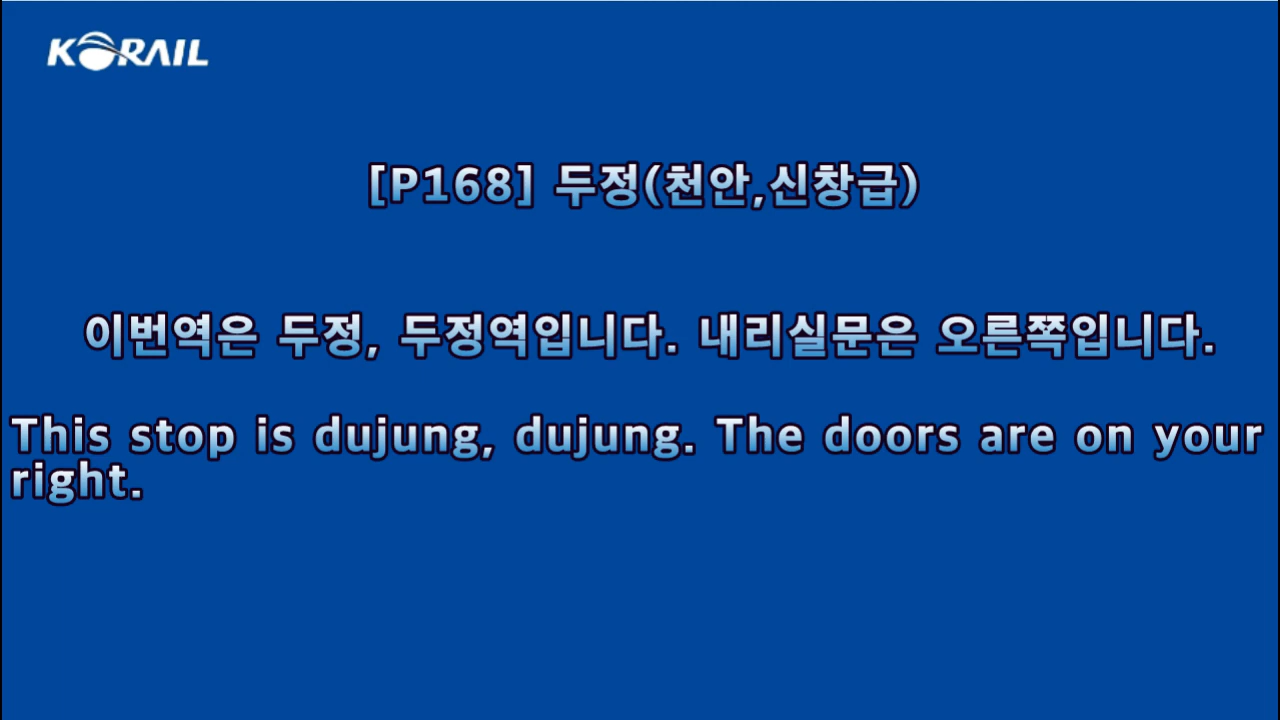 KORAIL
[P168] 두정(천안,신창급)
이번역은 두정, 두정역입니다. 내리실문은 오른쪽입니다.
This stop is dujung, dujung. The doors are on your
right.